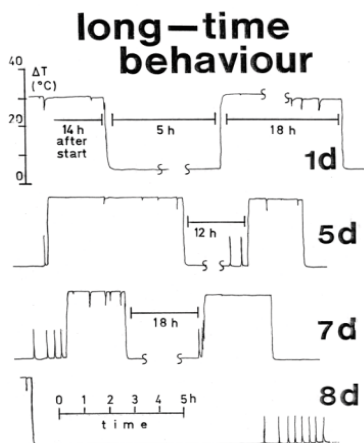 long—time
behaviour
40
ΔT
(°C)
20
0
14 h
after
start
5 h
18 h
1d
12 h
5d
18 h
7d
8d
0 1 2 3 4 5h
time